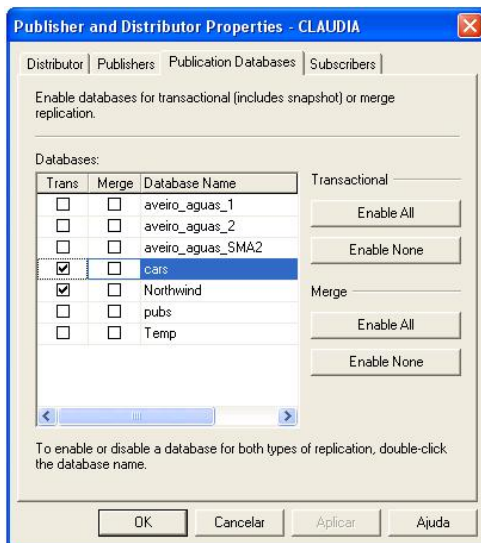 Publisher and Distributor Properties - CLAUDIA
Distributor Publishers Publication Databases Subscribers
Enable databases for transactional (includes snapshot) or merge
replication.
Databases:
Trans Merge Database Name
aveiro_aguas_1
aveiro_aguas_2
aveiro_aguas_SMA2
cars
Northwind
pubs
Temp
Transactional
Enable All
Enable None
Merge
Enable All
Enable None
To enable or disable a database for both types of replication, double-click
the database name.
OK Cancelar Aplicar Ajuda